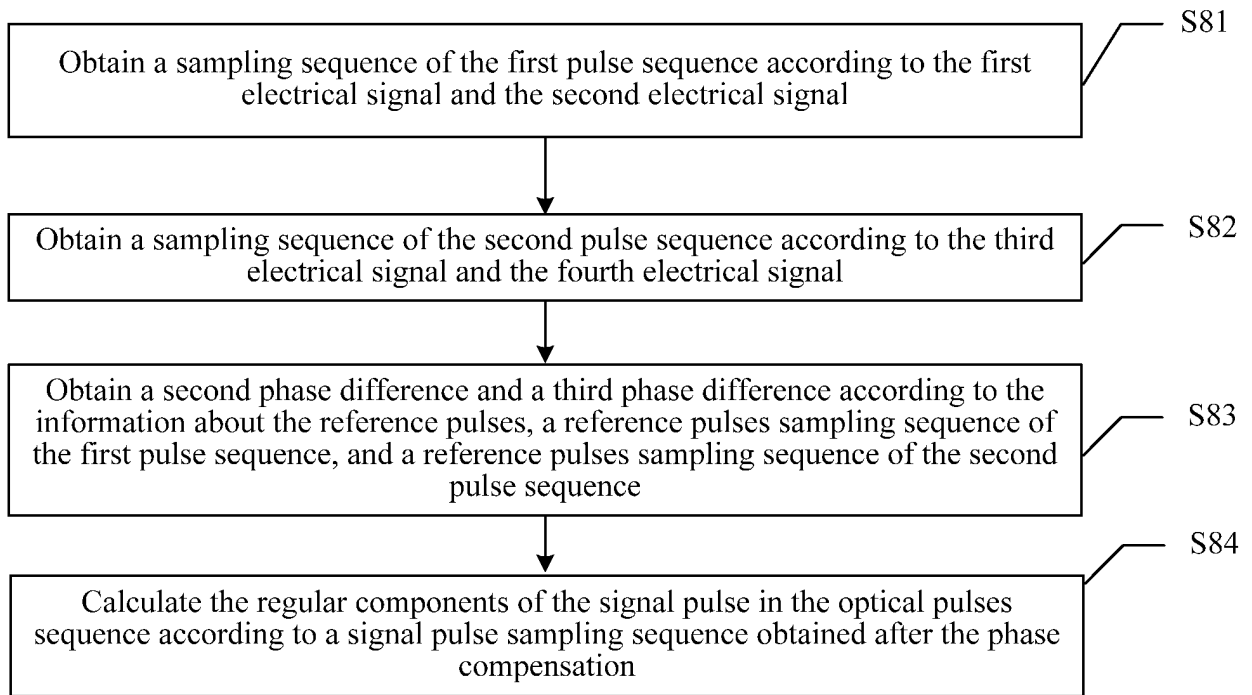 S81
Obtain a sampling sequence of the first pulse sequence according to the first
electrical signal and the second electrical signal
S82
Obtain a sampling sequence of the second pulse sequence according to the third
electrical signal and the fourth electrical signal
Obtain a second phase difference and a third phase difference according to the
information about the reference pulses, a reference pulses sampling sequence of
S83
the first pulse sequence, and a reference pulses sampling sequence of the second
pulse sequence
S84
Calculate the regular components of the signal pulse in the optical pulses
sequence according to a signal pulse sampling sequence obtained after the phase
compensation